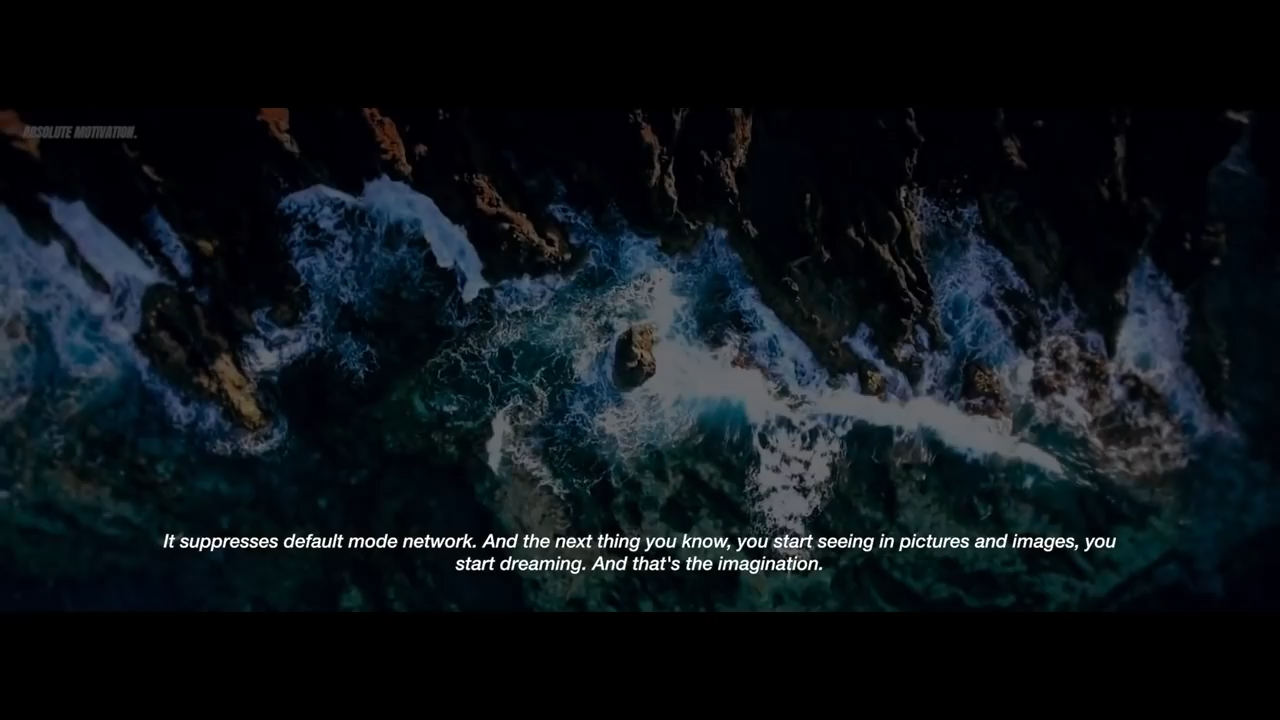 ABSOLUTE MOTIVATION.
It suppresses default mode network. And the next thing you know, you start seeing in pictures and images, you
start dreaming. And that's the imagination.